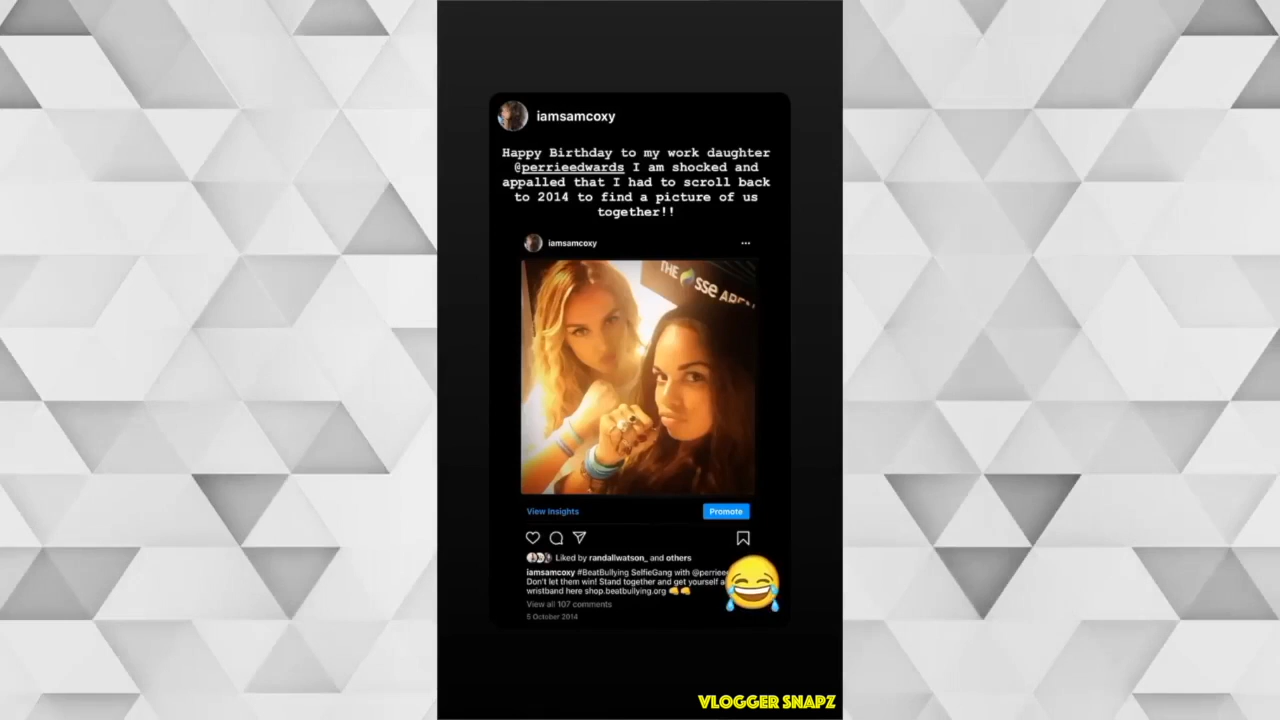 iamsamcoxy
Happy Birthday to my work daughter
@perrieedwards I am shocked and
appalled that I had to scroll back
to 2014 to find a picture of us
together!!
iamsamcoxy
THE sse AREN
View Insights
Promote
Liked by randallwatson_ and others
iamsamcoxy #BeatBullying SelfieGang with @perriee
Don't let them win! Stand together and get yourself a
wristband here shop.beatbullying.org
View all 107 comments
5 October 2014
VLOGGER SNAPZ